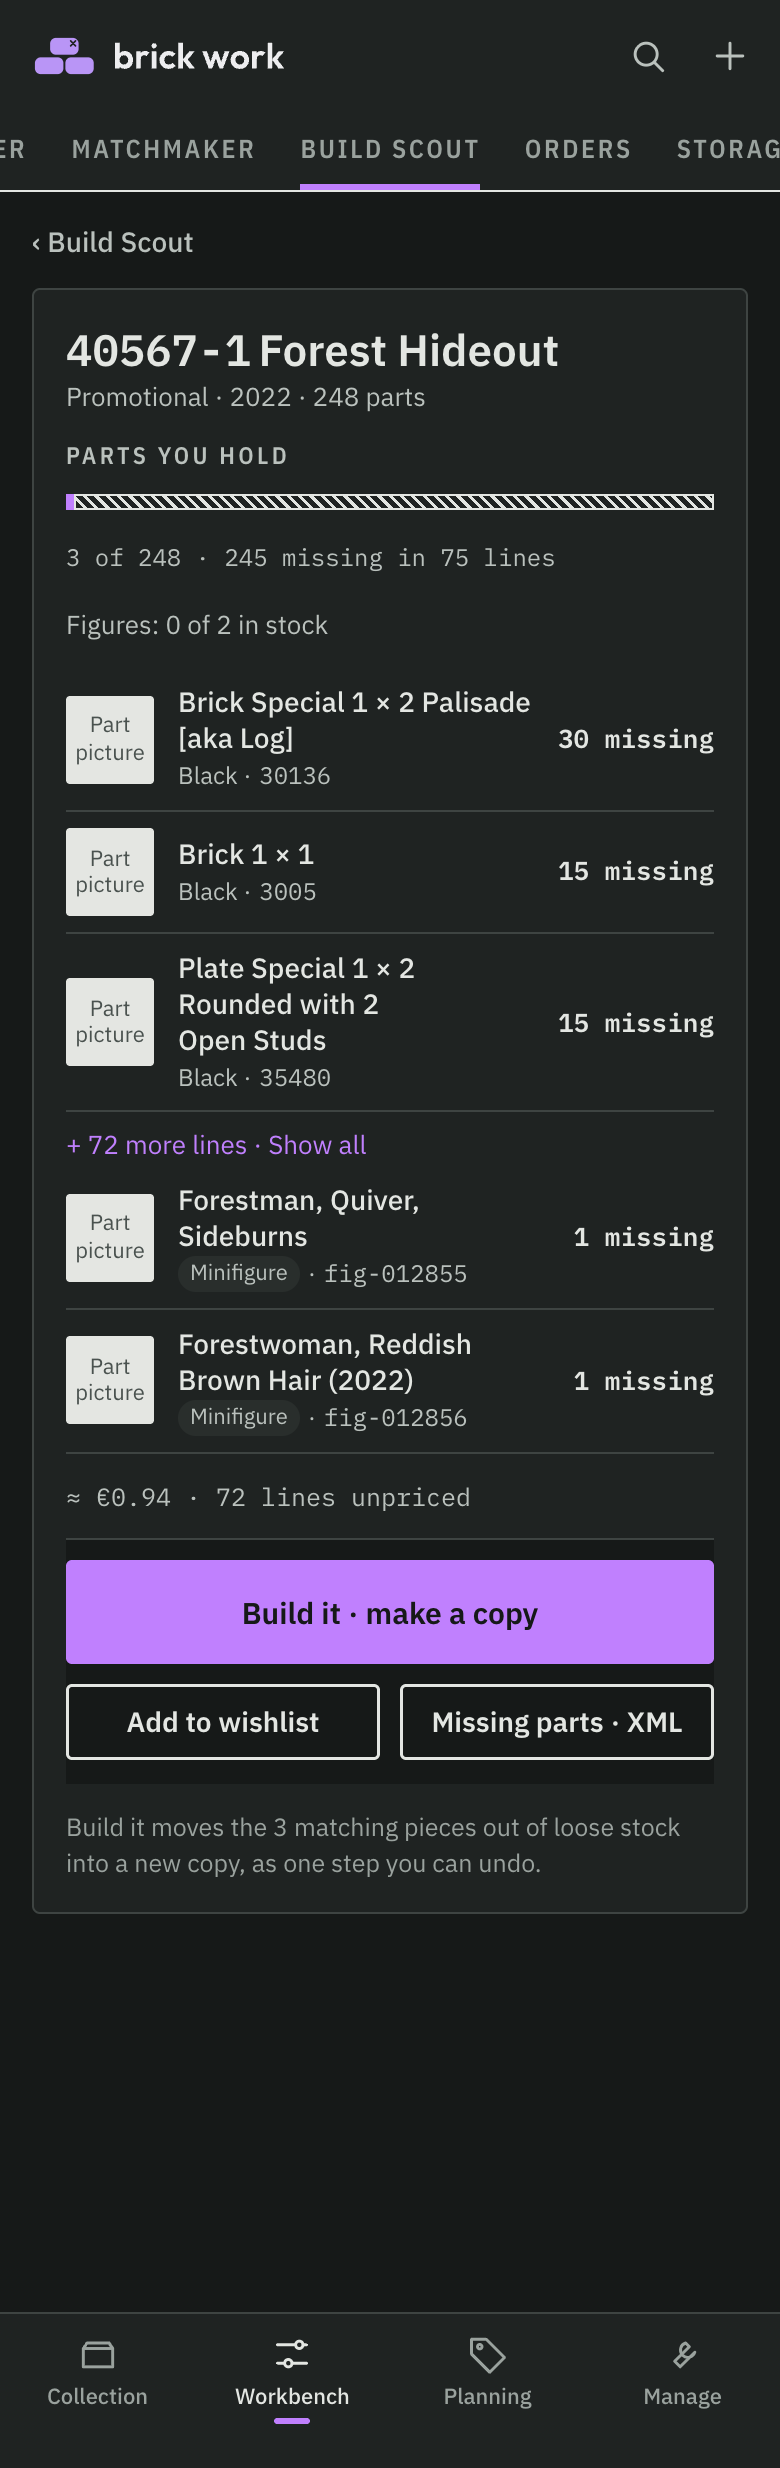 brick work
ER MATCHMAKER BUILD SCOUT ORDERS STORAG
‹ Build Scout
40567-1 Forest Hideout
Promotional · 2022 · 248 parts
PARTS YOU HOLD
3 of 248 · 245 missing in 75 lines
Figures: 0 of 2 in stock
Part
picture
Brick Special 1 × 2 Palisade
[aka Log]
Black · 30136
30 missing
Part
picture
Brick 1 × 1
Black · 3005
15 missing
Part
picture
Plate Special 1 × 2
Rounded with 2
Open Studs
Black · 35480
15 missing
+ 72 more lines · Show all
Part
picture
Forestman, Quiver,
Sideburns
Minifigure · fig-012855
1 missing
Part
picture
Forestwoman, Reddish
Brown Hair (2022)
Minifigure · fig-012856
1 missing
≈ €0.94 · 72 lines unpriced
Build it · make a copy
Add to wishlist
Missing parts · XML
Build it moves the 3 matching pieces out of loose stock
into a new copy, as one step you can undo.
Collection Workbench Planning Manage